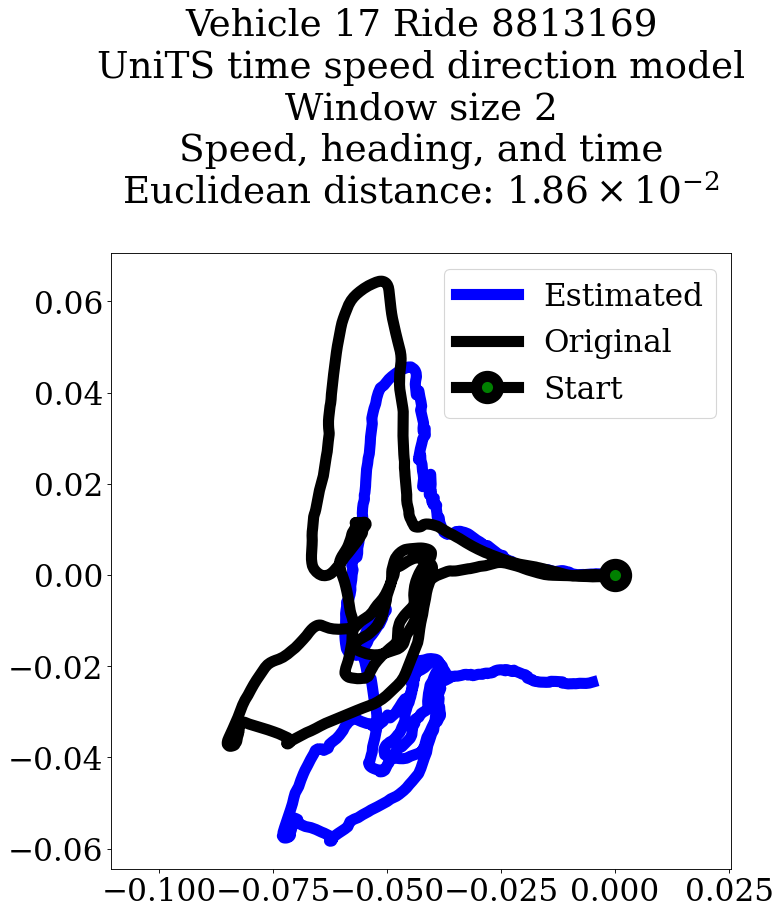 Vehicle 17 Ride 8813169
UniTS time speed direction model
Window size 2
Speed, heading, and time
Euclidean distance: 1.86 × 10⁻²
Estimated
Original
Start
0.06
0.04
0.02
0.00
−0.02
−0.04
−0.06
−0.100 −0.075 −0.050 −0.025 0.000 0.025